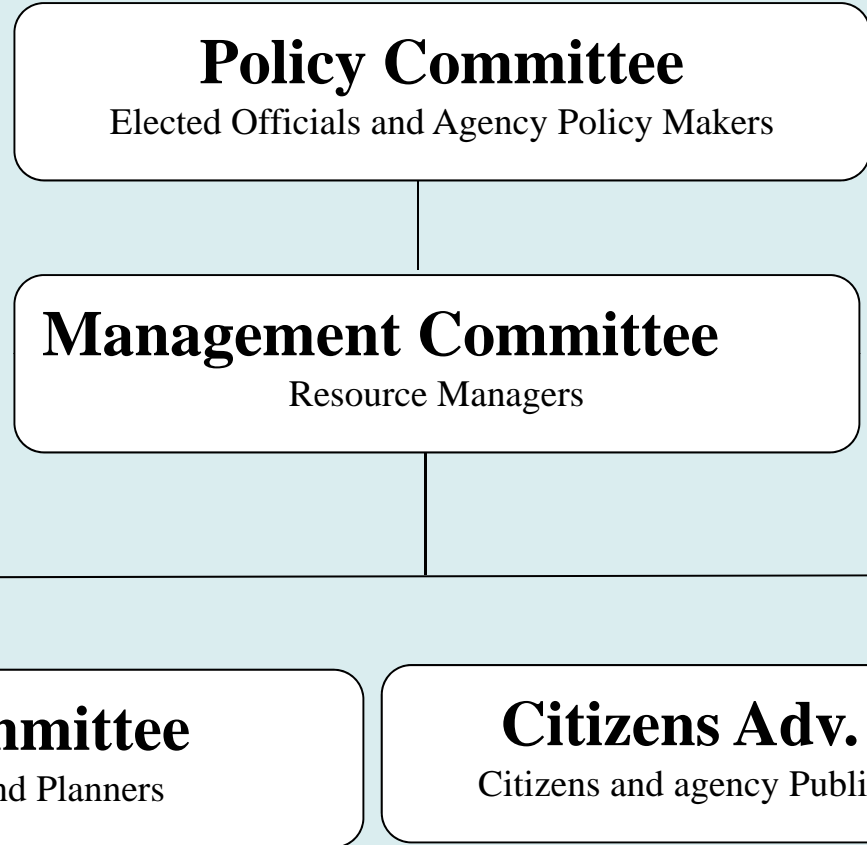 Policy Committee
Elected Officials and Agency Policy Makers
Management Committee
Resource Managers
mmittee
nd Planners
Citizens Adv.
Citizens and agency Publi